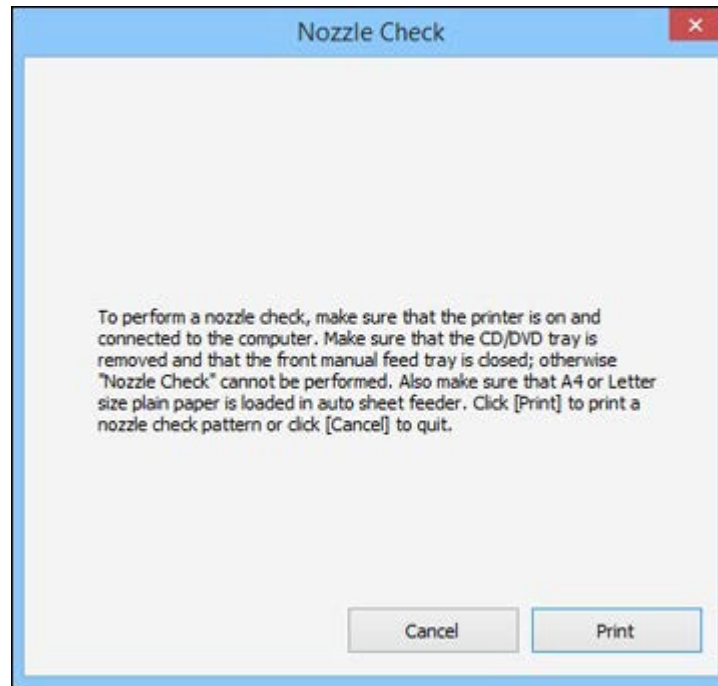 Nozzle Check
To perform a nozzle check, make sure that the printer is on and
connected to the computer. Make sure that the CD/DVD tray is
removed and that the front manual feed tray is closed; otherwise
"Nozzle Check" cannot be performed. Also make sure that A4 or Letter
size plain paper is loaded in auto sheet feeder. Click [Print] to print a
nozzle check pattern or click [Cancel] to quit.
Cancel Print